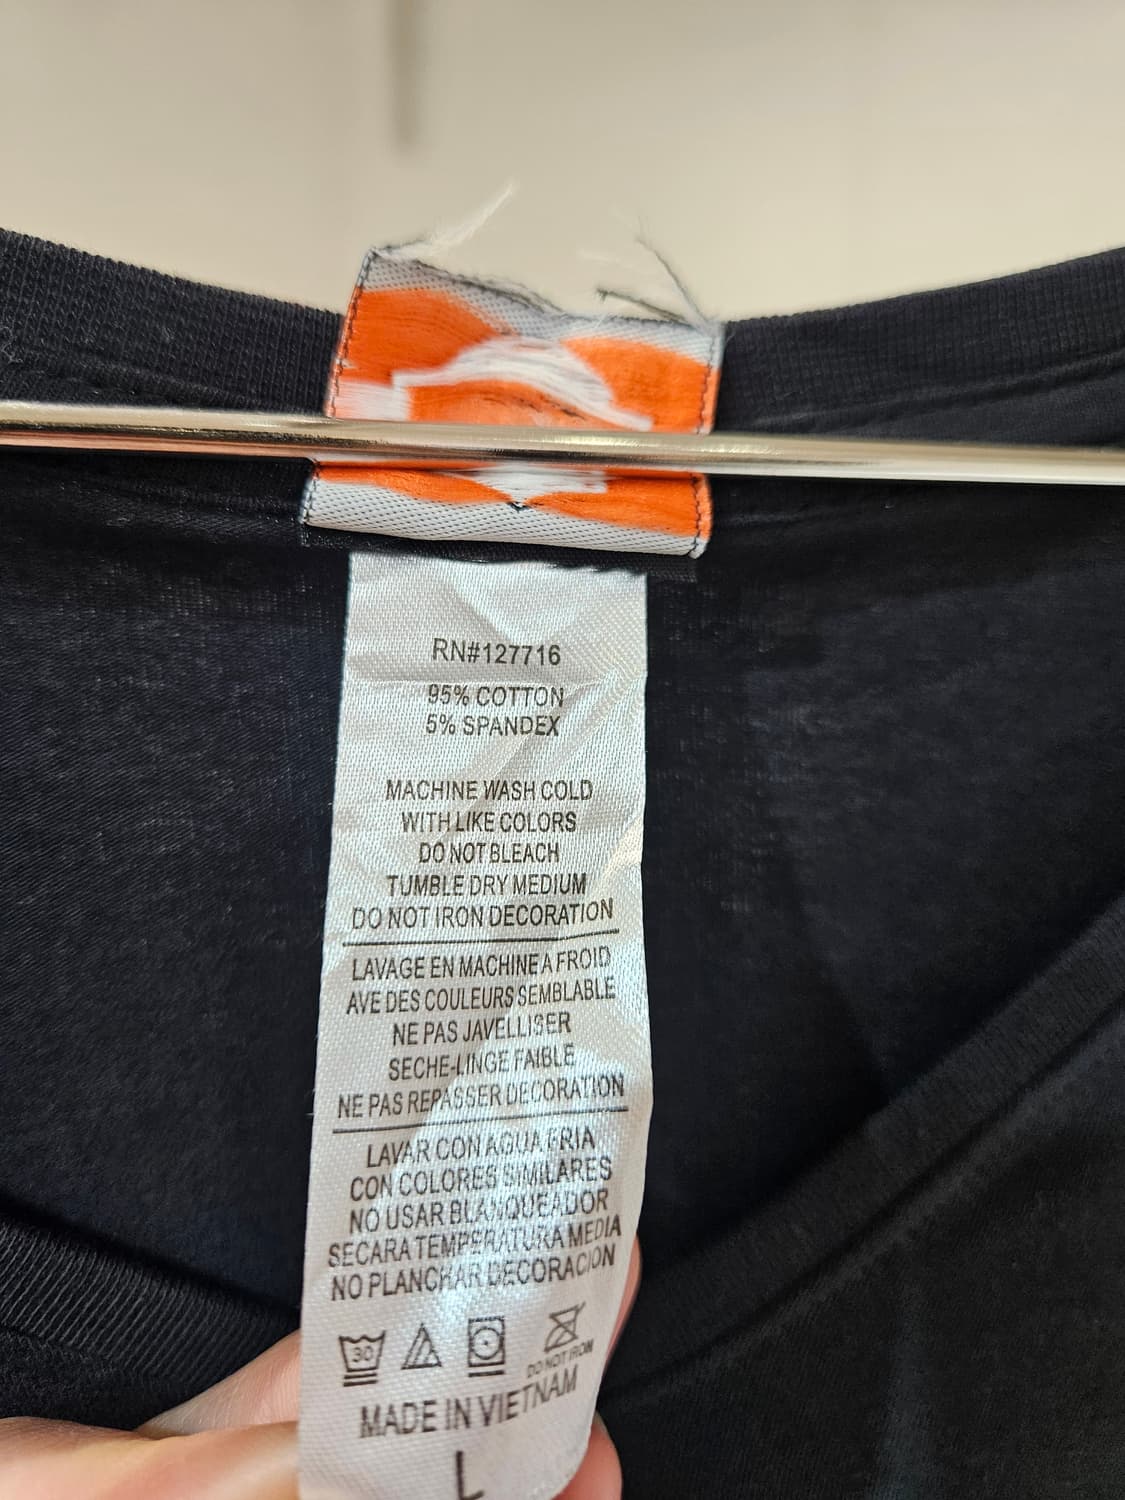 RN#127716
95% COTTON
5% SPANDEX
MACHINE WASH COLD
WITH LIKE COLORS
DO NOT BLEACH
TUMBLE DRY MEDIUM
DO NOT IRON DECORATION
LAVAGE EN MACHINE A FROID
AVE DES COULEURS SEMBLABLE
NE PAS JAVELLISER
SECHE-LINGE FAIBLE
NE PAS REPASSER DECORATION
LAVAR CON AQUA FRIA
CON COLORES SIMILARES
NO USAR BLANQUEADOR
SECARA TEMPERATURA MEDIA
NO PLANCHAR DECORACION
30
DO NOT IRON
MADE IN VIETNAM
L